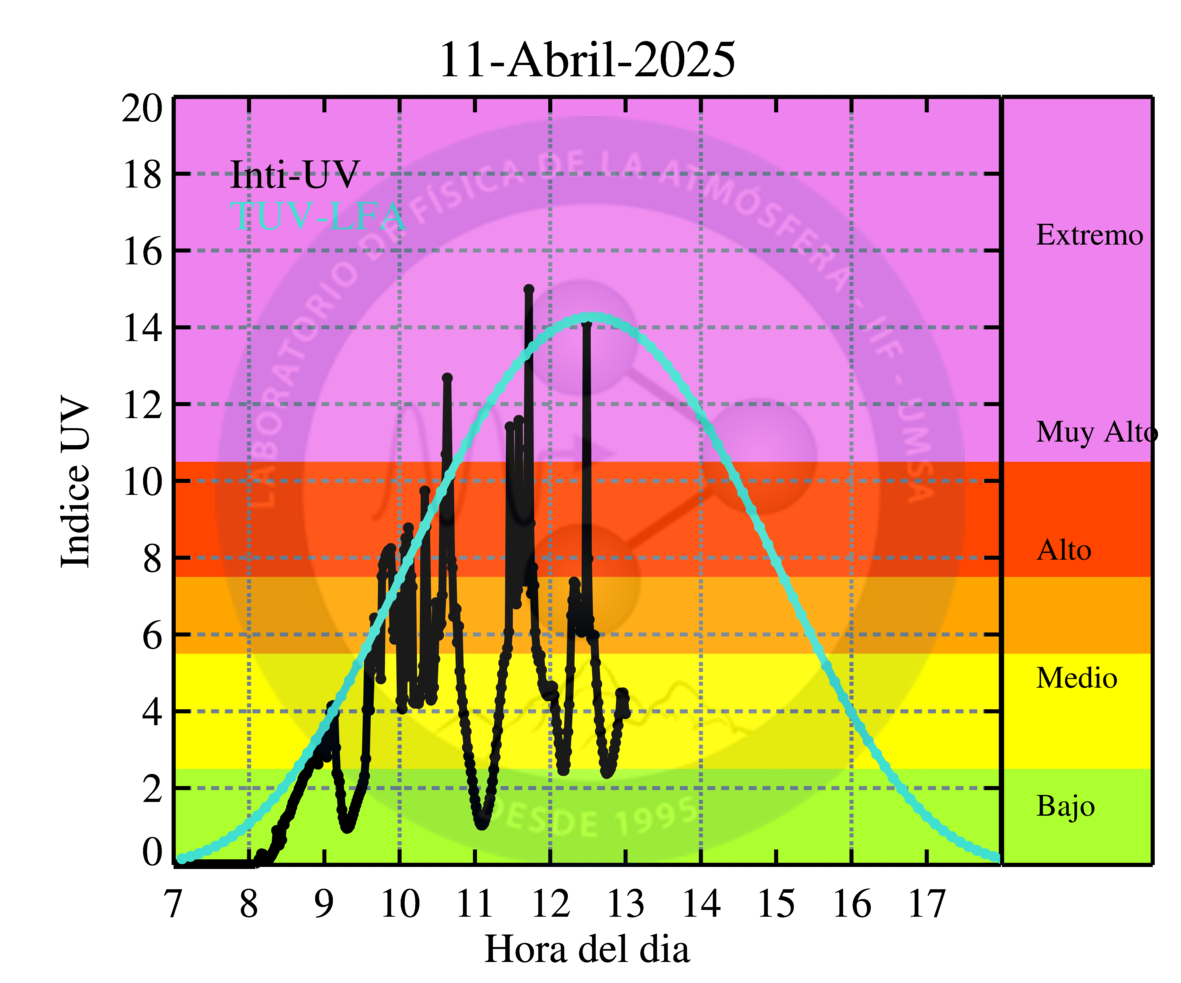 11-Abril-2025
Inti-UV
TUV-LFA
LABORATORIO DE FÍSICA DE LA ATMÓSFERA - IIF - UMSA
DESDE 1995
Indice UV
20
18
16
14
12
10
8
6
4
2
0
Extremo
Muy Alto
Alto
Medio
Bajo
7 8 9 10 11 12 13 14 15 16 17
Hora del dia